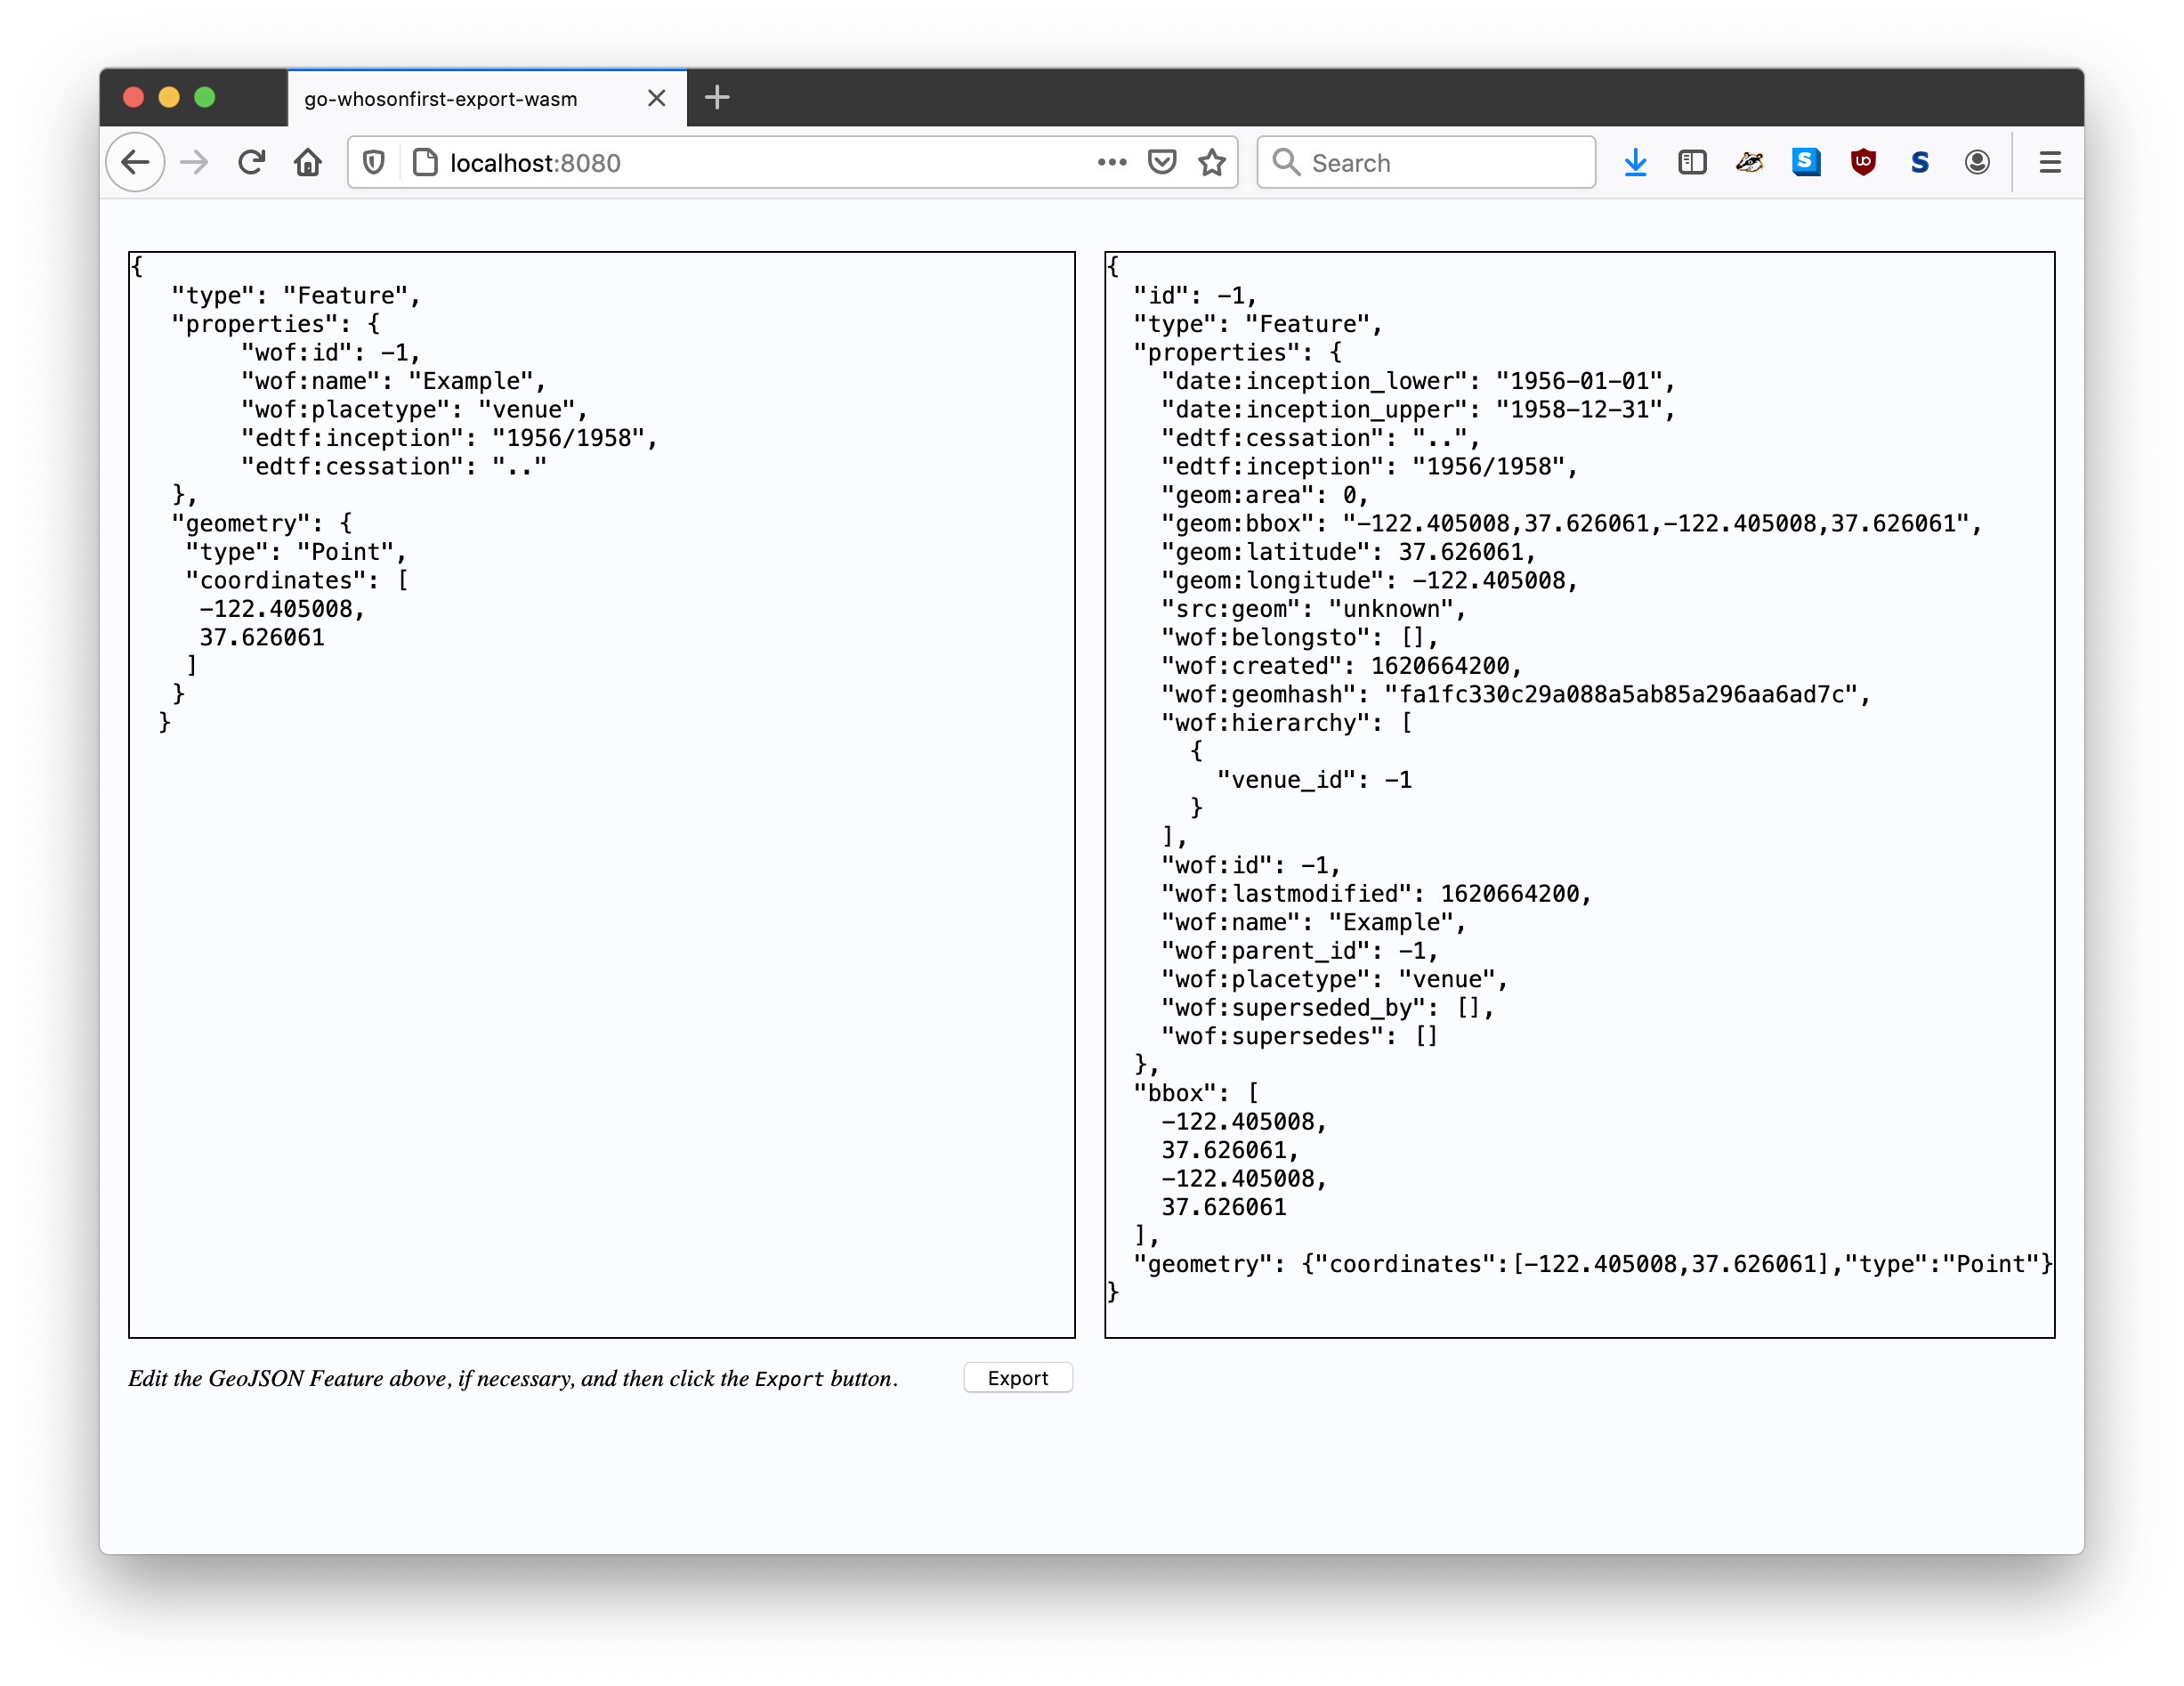 go-whosonfirst-export-wasm
localhost:8080
Search
{
   "type": "Feature",
   "properties": {
        "wof:id": -1,
        "wof:name": "Example",
        "wof:placetype": "venue",
        "edtf:inception": "1956/1958",
        "edtf:cessation": ".."
   },
   "geometry": {
    "type": "Point",
    "coordinates": [
     -122.405008,
     37.626061
    ]
   }
  }
Edit the GeoJSON Feature above, if necessary, and then click the Export button.
Export
{
  "id": -1,
  "type": "Feature",
  "properties": {
    "date:inception_lower": "1956-01-01",
    "date:inception_upper": "1958-12-31",
    "edtf:cessation": "..",
    "edtf:inception": "1956/1958",
    "geom:area": 0,
    "geom:bbox": "-122.405008,37.626061,-122.405008,37.626061",
    "geom:latitude": 37.626061,
    "geom:longitude": -122.405008,
    "src:geom": "unknown",
    "wof:belongsto": [],
    "wof:created": 1620664200,
    "wof:geomhash": "fa1fc330c29a088a5ab85a296aa6ad7c",
    "wof:hierarchy": [
      {
        "venue_id": -1
      }
    ],
    "wof:id": -1,
    "wof:lastmodified": 1620664200,
    "wof:name": "Example",
    "wof:parent_id": -1,
    "wof:placetype": "venue",
    "wof:superseded_by": [],
    "wof:supersedes": []
  },
  "bbox": [
    -122.405008,
    37.626061,
    -122.405008,
    37.626061
  ],
  "geometry": {"coordinates":[-122.405008,37.626061],"type":"Point"}
}